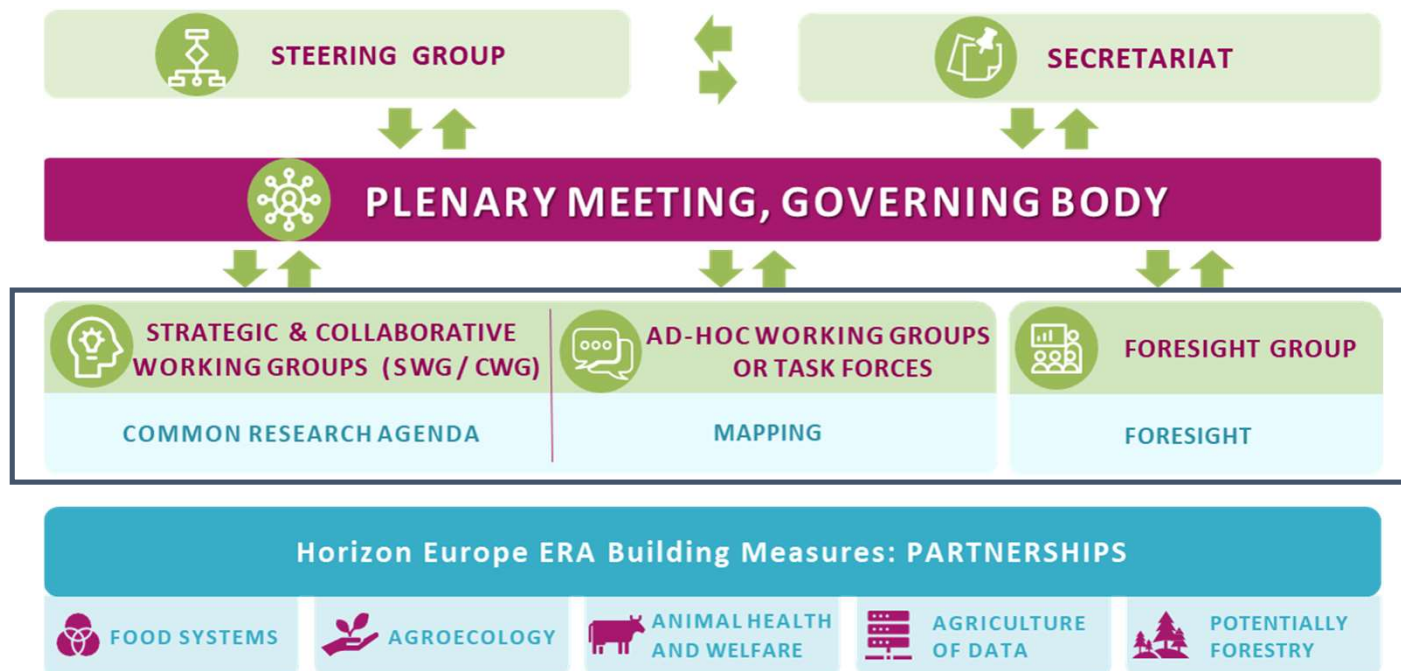 STEERING GROUP
SECRETARIAT
PLENARY MEETING, GOVERNING BODY
STRATEGIC & COLLABORATIVE
WORKING GROUPS (SWG / CWG)
AD-HOC WORKING GROUPS
OR TASK FORCES
FORESIGHT GROUP
COMMON RESEARCH AGENDA
MAPPING
FORESIGHT
Horizon Europe ERA Building Measures: PARTNERSHIPS
FOOD SYSTEMS
AGROECOLOGY
ANIMAL HEALTH
AND WELFARE
AGRICULTURE
OF DATA
POTENTIALLY
FORESTRY